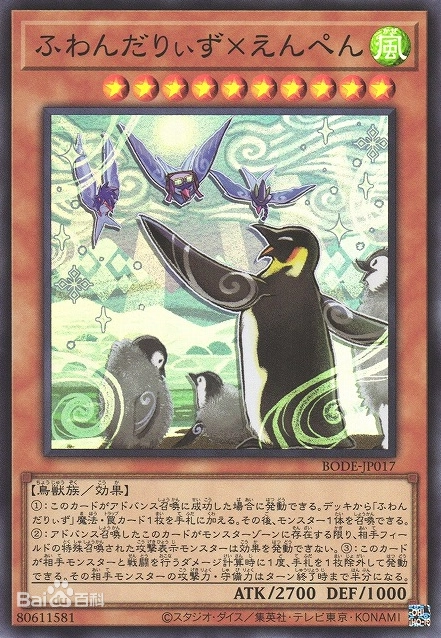 ふわんだりぃず×えんぺん
風
BODE-JP017
【鳥獣族/効果】
①:このカードがアドバンス召喚に成功した場合に発動できる。デッキから「ふわん
だりぃず」魔法・罠カード1枚を手札に加える。その後、モンスター1体を召喚できる。
②:アドバンス召喚したこのカードがモンスターゾーンに存在する限り、相手フィー
ルドの特殊召喚された攻撃表示モンスターは効果を発動できない。③:このカード
が相手モンスターと戦闘を行うダメージ計算時に1度、手札を1枚除外して発動
できる。その相手モンスターの攻撃力・守備力はターン終了時まで半分になる。
ATK/2700 DEF/1000
Bai百科
80611581
©スタジオ・ダイス/集英社・テレビ東京・KONAMI